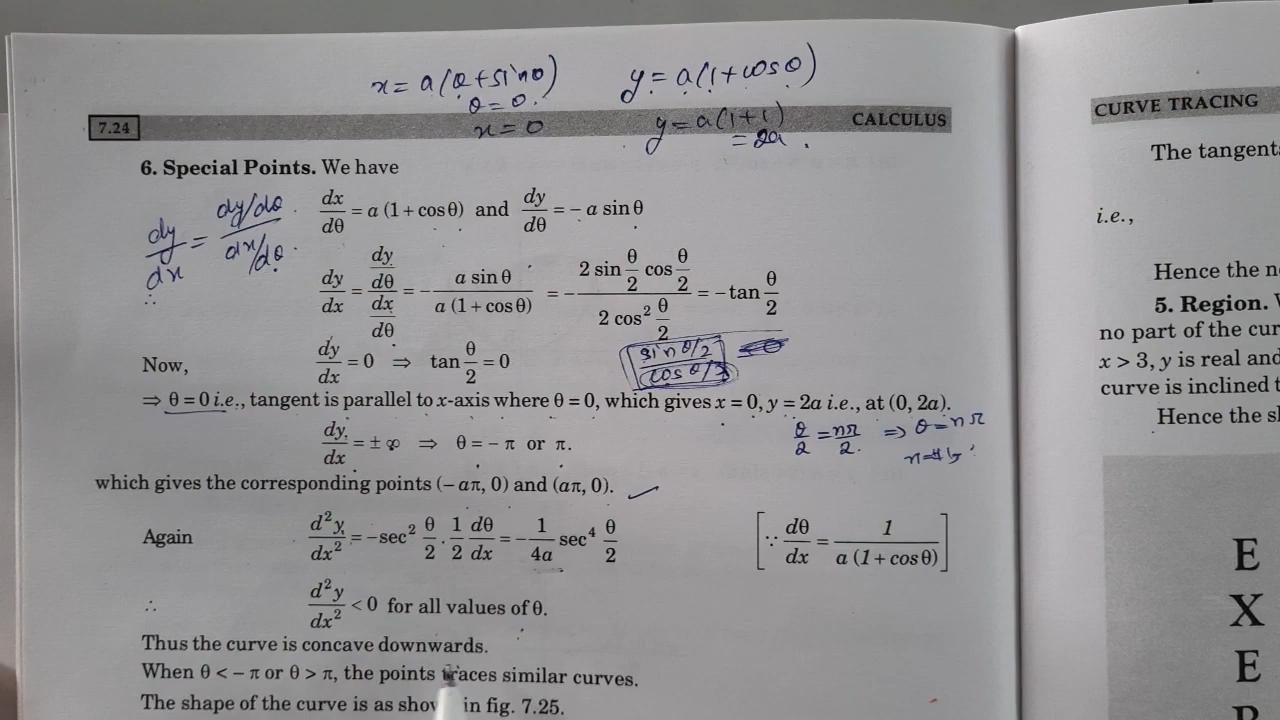 x = a(θ+sinθ)   y = a(1+cosθ)
θ = 0.
x = 0   y = a(1+1)
= 2a .
7.24   CALCULUS
6. Special Points. We have
dy/dx = (dy/dθ)/(dx/dθ)
dx/dθ = a (1 + cos θ) and dy/dθ = – a sin θ
∴ dy/dx = (dy/dθ)/(dx/dθ) = – (a sin θ)/(a (1 + cos θ)) = – (2 sin θ/2 cos θ/2)/(2 cos² θ/2) = – tan θ/2
sin θ/2
cos θ/2
Now, dy/dx = 0 ⇒ tan θ/2 = 0
⇒ θ = 0 i.e., tangent is parallel to x-axis where θ = 0, which gives x = 0, y = 2a i.e., at (0, 2a).
θ/2 = nπ/2. ⇒ θ = nπ
dy/dx = ± ∞ ⇒ θ = – π or π.
which gives the corresponding points (– aπ, 0) and (aπ, 0).
Again d²y/dx² = – sec² θ/2 . 1/2 dθ/dx = – 1/4a sec⁴ θ/2   [∵ dθ/dx = 1/(a (1 + cos θ))]
∴ d²y/dx² < 0 for all values of θ.
Thus the curve is concave downwards.
When θ < – π or θ > π, the points traces similar curves.
The shape of the curve is as in fig. 7.25.
CURVE TRACING
The tangents
i.e.,
Hence the
5. Region.
no part of the
x > 3, y is real and
curve is inclined
Hence the
E
X
E